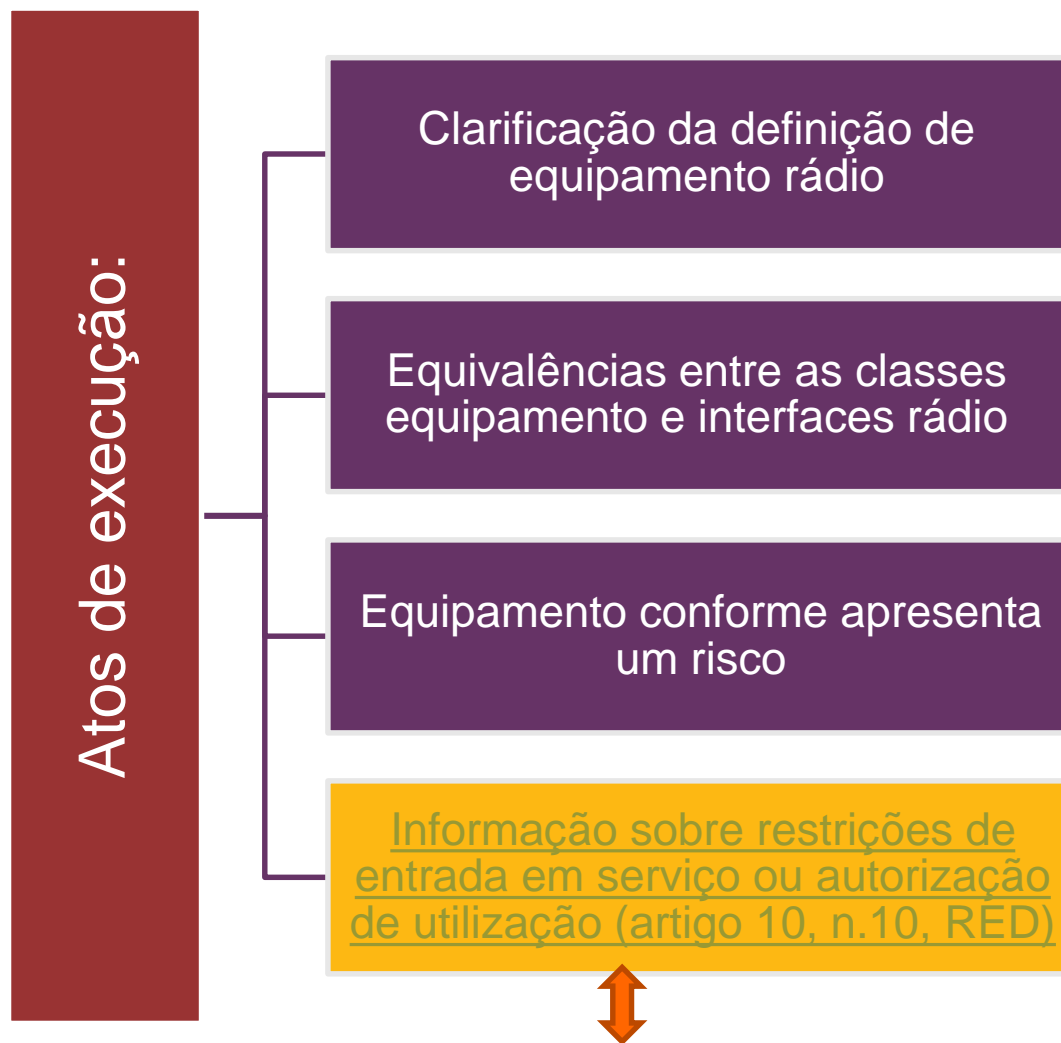 Atos de execução:
Clarificação da definição de
equipamento rádio
Equivalências entre as classes
equipamento e interfaces rádio
Equipamento conforme apresenta
um risco
Informação sobre restrições de
entrada em serviço ou autorização
de utilização (artigo 10, n.10, RED)